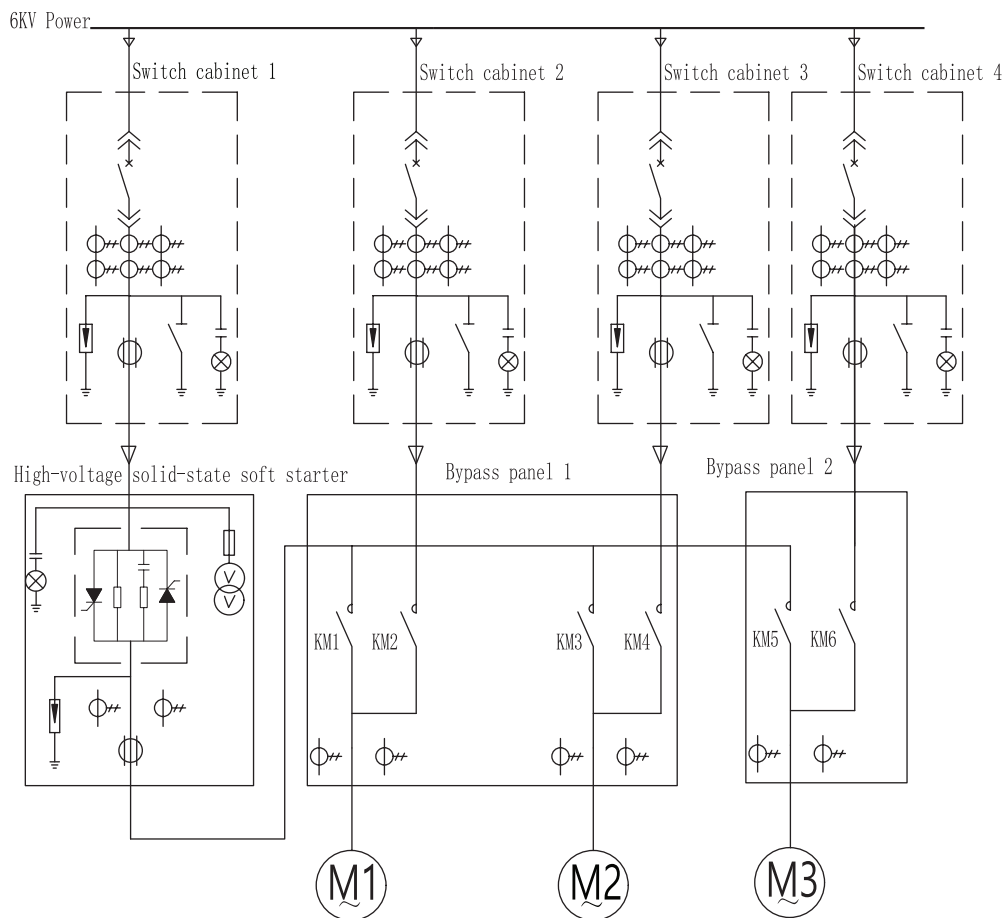 6KV Power
Switch cabinet 1
Switch cabinet 2
Switch cabinet 3
Switch cabinet 4
High-voltage solid-state soft starter
Bypass panel 1
Bypass panel 2
V
V
KM1
KM2
KM3
KM4
KM5
KM6
M1
M2
M3